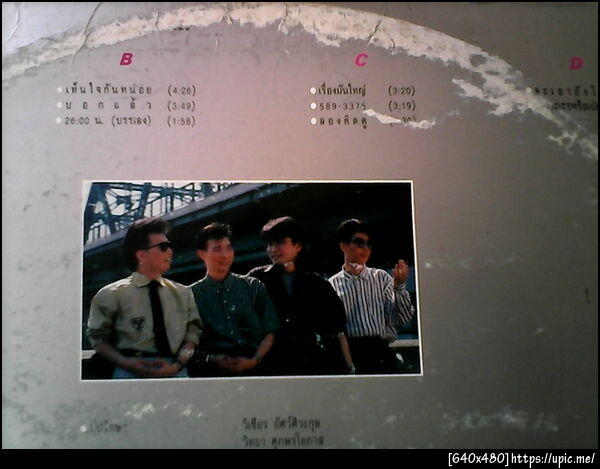 B C D
เห็นใจกันหน่อย (4:26) เรื่องมันใหญ่ (3:20)
บอกแล้ว (3:49) 589-3375 (3:19)
26:00 น. (บรรเลง) (1:58) ลองคิดดู
วิเชียร อัศว์ศิวะกุล
วิทยา ศุภพรโอภาส
[640x480]https://upic.me/